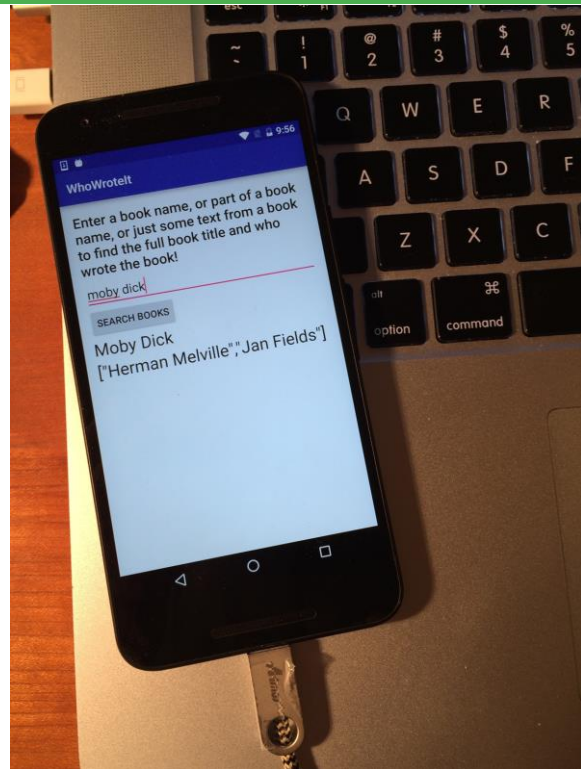 esc
~ ! @ # $ %
` 1 2 3 4 5
Q W E R
A S D F
Z X C
alt ⌘
option command
9:56
WhoWroteIt
Enter a book name, or part of a book
name, or just some text from a book
to find the full book title and who
wrote the book!
moby dick
SEARCH BOOKS
Moby Dick
["Herman Melville","Jan Fields"]